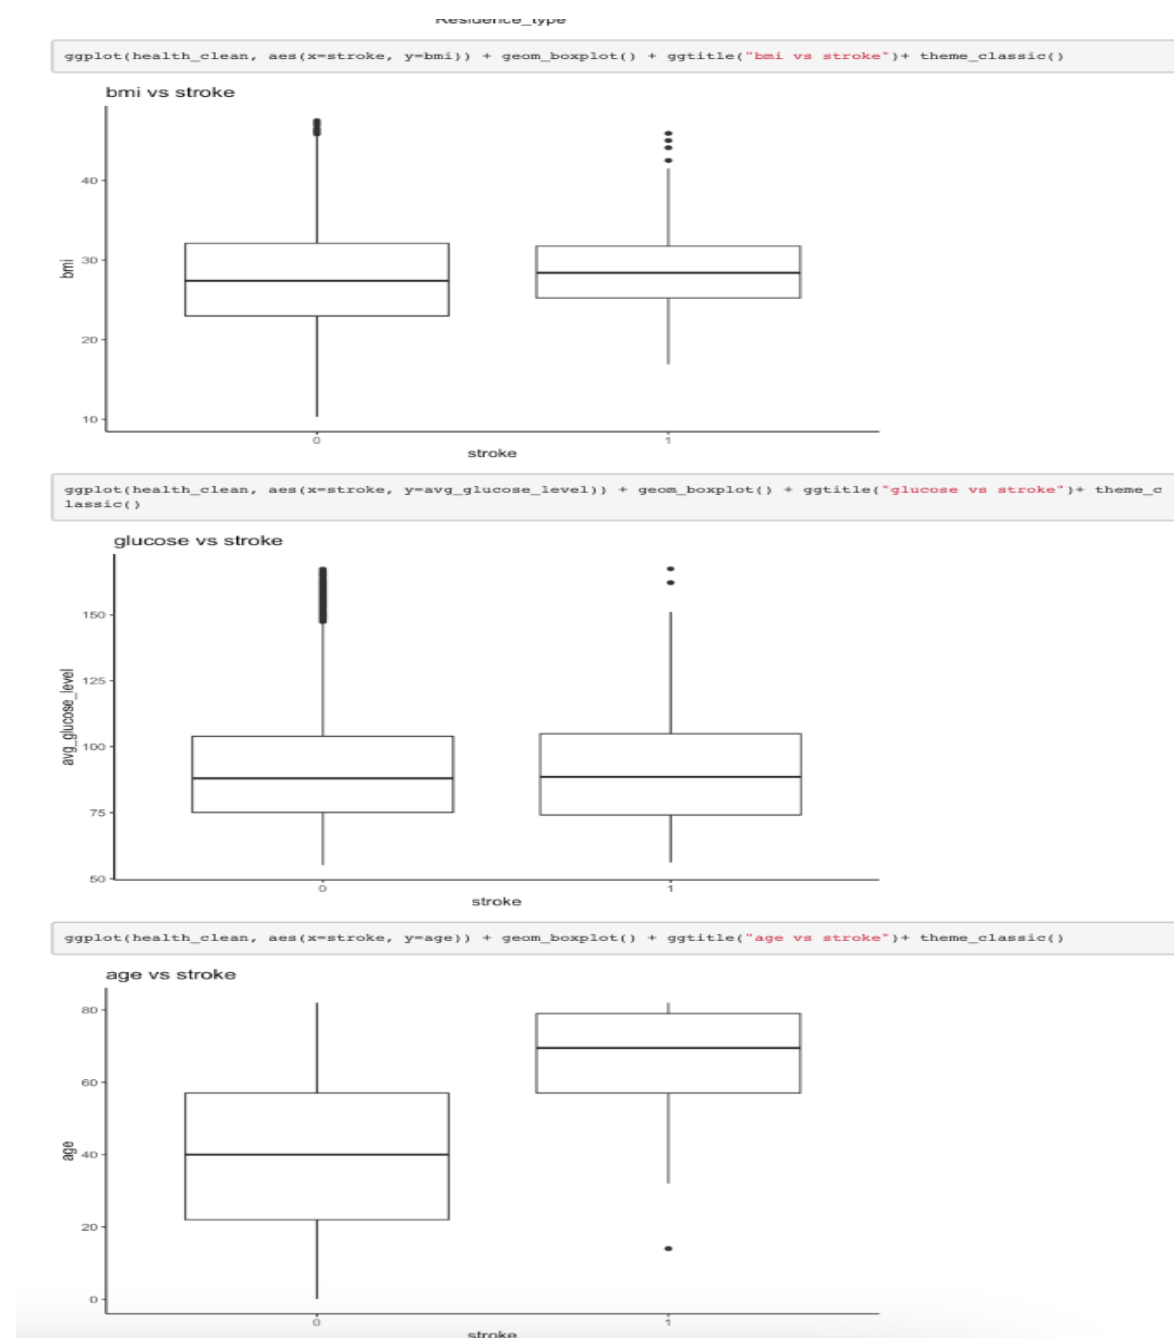 Residence_type
ggplot(health_clean, aes(x=stroke, y=bmi)) + geom_boxplot() + ggtitle("bmi vs stroke")+ theme_classic()
bmi vs stroke
40
30
20
10
bmi
0 1
stroke
ggplot(health_clean, aes(x=stroke, y=avg_glucose_level)) + geom_boxplot() + ggtitle("glucose vs stroke")+ theme_c
lassic()
glucose vs stroke
150
125
100
75
50
avg_glucose_level
0 1
stroke
ggplot(health_clean, aes(x=stroke, y=age)) + geom_boxplot() + ggtitle("age vs stroke")+ theme_classic()
age vs stroke
80
60
40
20
0
age
0 1
stroke